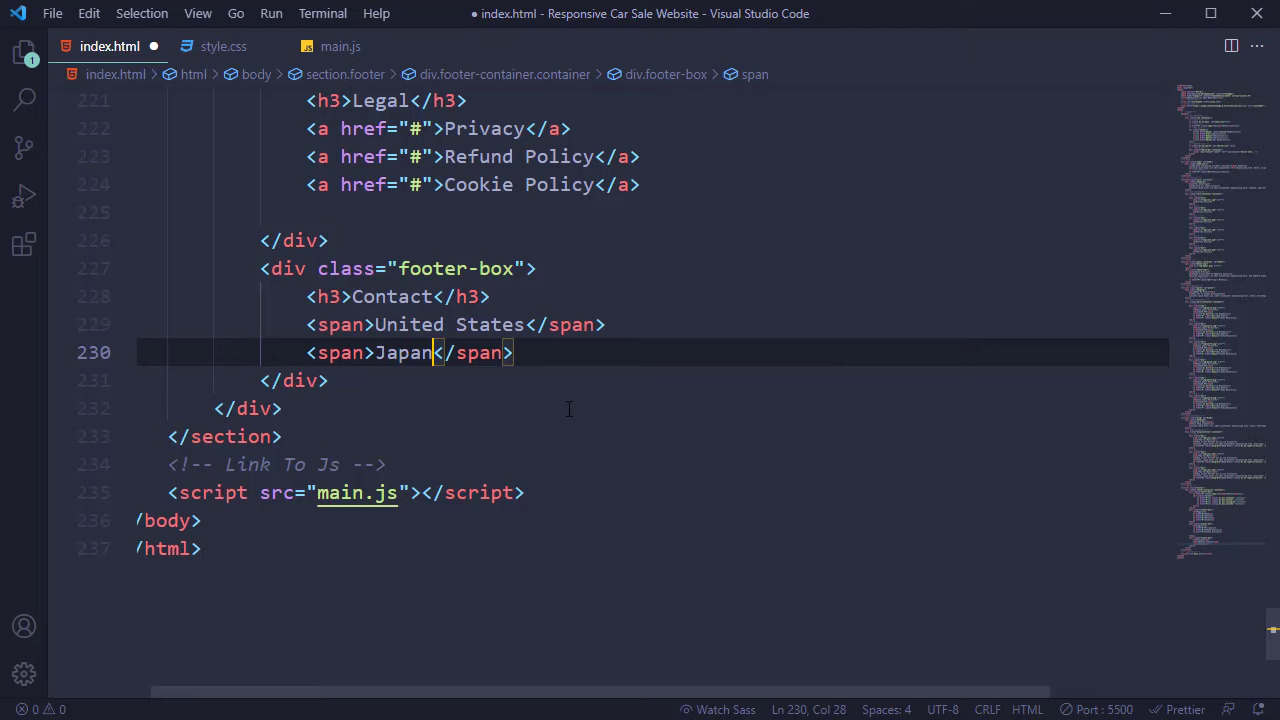 File Edit Selection View Go Run Terminal Help ● index.html - Responsive Car Sale Website - Visual Studio Code
index.html style.css JS main.js
index.html > html > body > section.footer > div.footer-container.container > div.footer-box > span
221 <h3>Legal</h3>
222 <a href="#">Privacy</a>
223 <a href="#">Refund Policy</a>
224 <a href="#">Cookie Policy</a>
225
226 </div>
227 <div class="footer-box">
228 <h3>Contact</h3>
229 <span>United States</span>
230 <span>Japan</span>
231 </div>
232 </div>
233 </section>
234 <!-- Link To Js -->
235 <script src="main.js"></script>
236 /body>
237 /html>
1
0 0 Watch Sass Ln 230, Col 28 Spaces: 4 UTF-8 CRLF HTML Port : 5500 Prettier